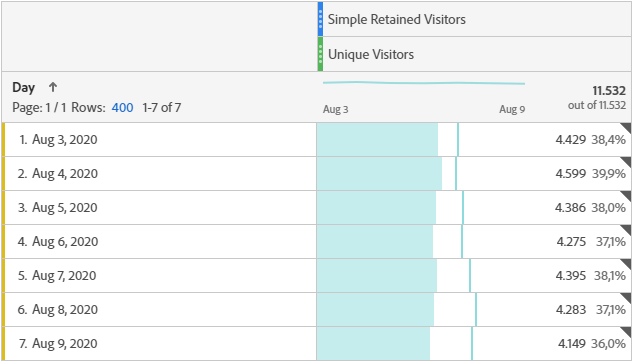 Simple Retained Visitors
Unique Visitors
Day ↑
Page: 1 / 1 Rows: 400 1-7 of 7
Aug 3 Aug 9
11.532
out of 11.532
1. Aug 3, 2020 4.429 38,4%
2. Aug 4, 2020 4.599 39,9%
3. Aug 5, 2020 4.386 38,0%
4. Aug 6, 2020 4.275 37,1%
5. Aug 7, 2020 4.395 38,1%
6. Aug 8, 2020 4.283 37,1%
7. Aug 9, 2020 4.149 36,0%